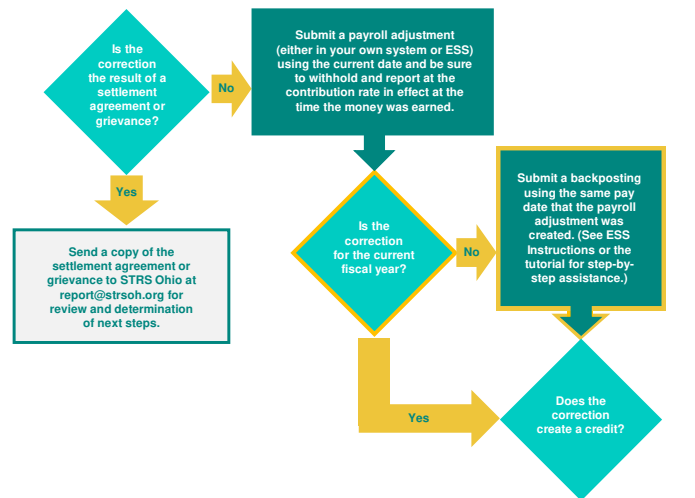 Is the
correction
the result of a
settlement
agreement or
grievance?
No
Submit a payroll adjustment
(either in your own system or ESS)
using the current date and be sure
to withhold and report at the
contribution rate in effect at the
time the money was earned.
Yes
Send a copy of the
settlement agreement or
grievance to STRS Ohio at
report@strsoh.org for
review and determination
of next steps.
Is the
correction
for the current
fiscal year?
No
Submit a backposting
using the same pay
date that the payroll
adjustment was
created. (See ESS
Instructions or the
tutorial for step-by-
step assistance.)
Yes
Does the
correction
create a credit?